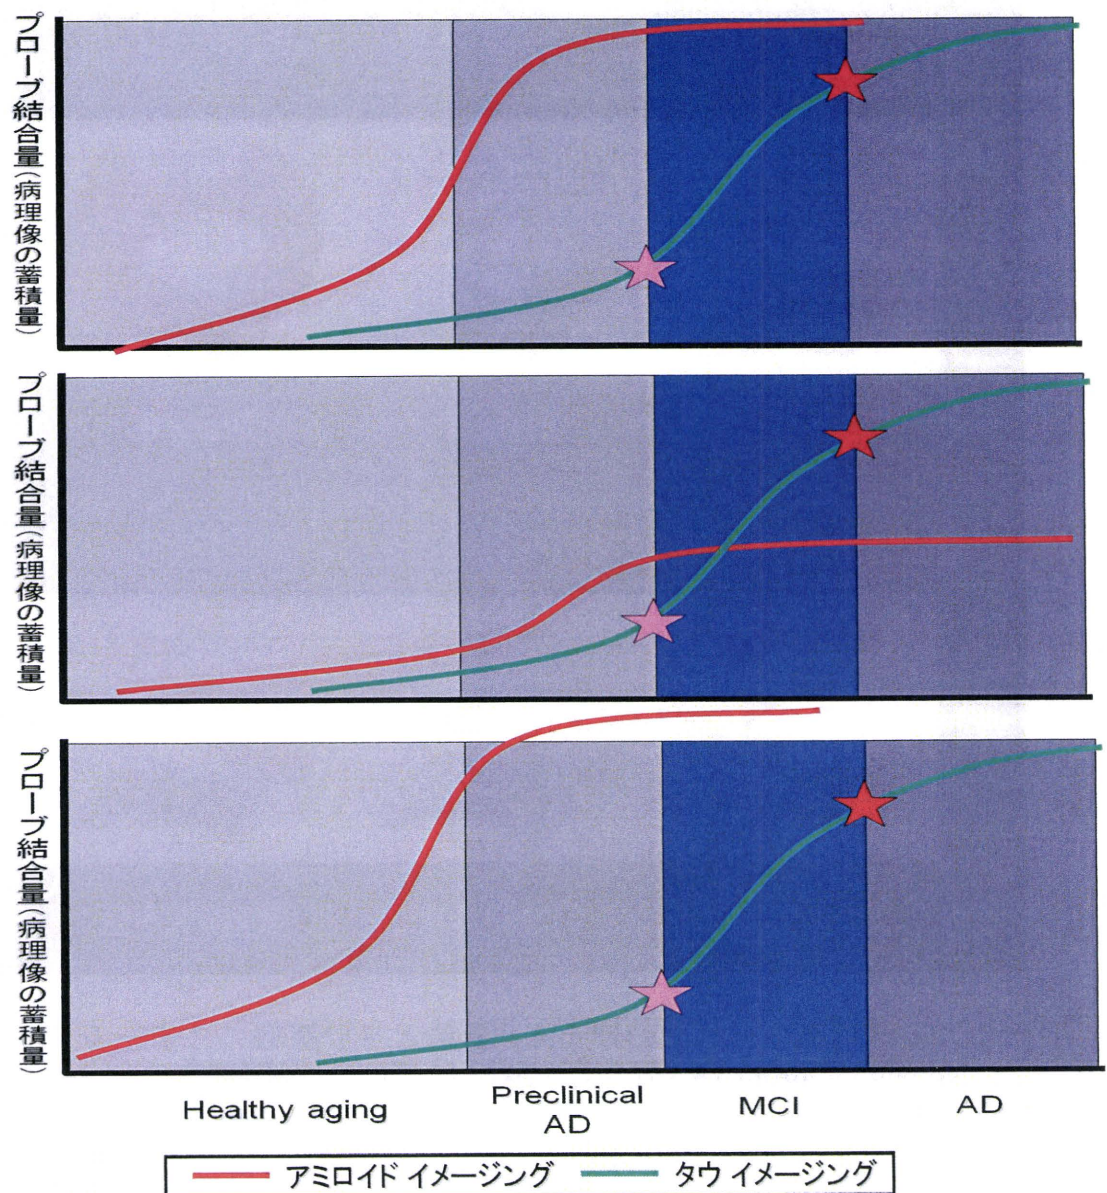 プローブ結合量(病理像の蓄積量)
プローブ結合量(病理像の蓄積量)
プローブ結合量(病理像の蓄積量)
Healthy aging
Preclinical
AD
MCI
AD
アミロイド イメージング
タウ イメージング